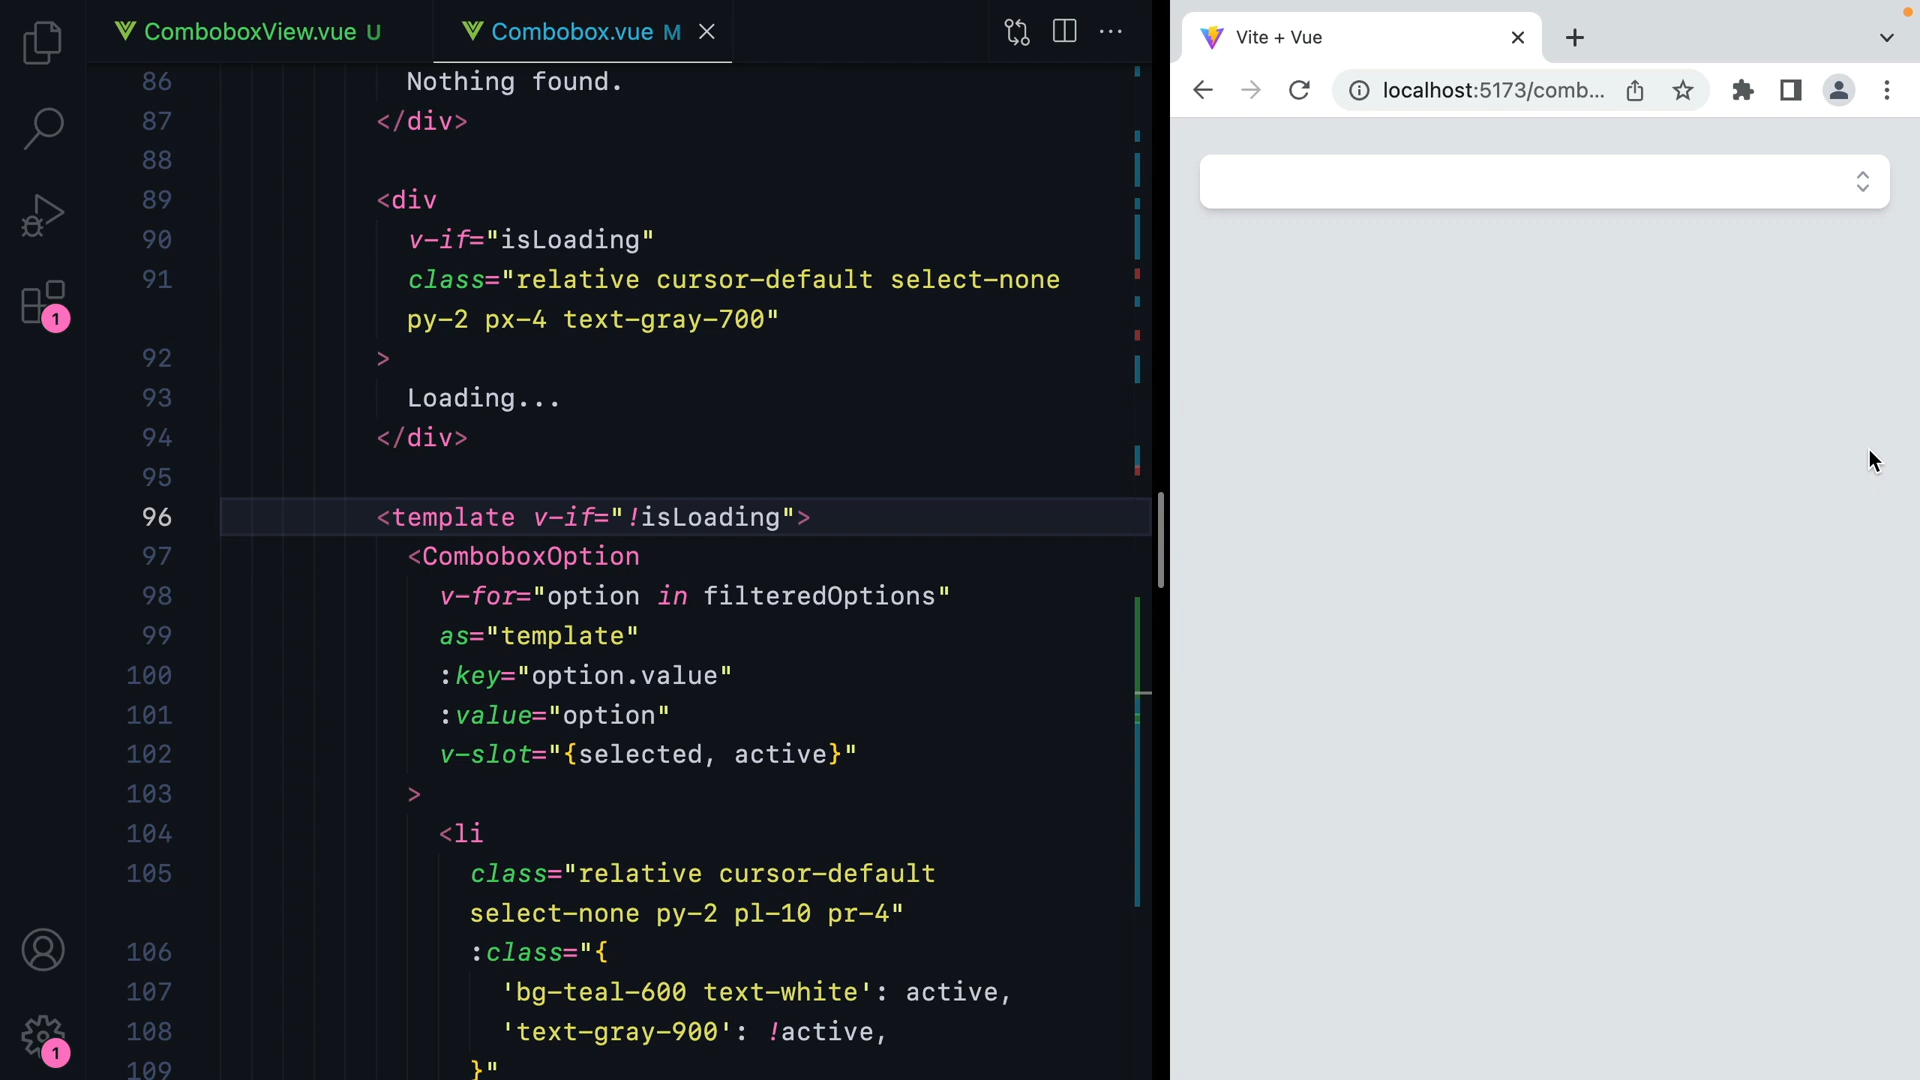 ComboboxView.vue U
Combobox.vue M
86 Nothing found.
87 </div>
88
89 <div
90 v-if="isLoading"
91 class="relative cursor-default select-none
py-2 px-4 text-gray-700"
92 >
93 Loading...
94 </div>
95
96 <template v-if="!isLoading">
97 <ComboboxOption
98 v-for="option in filteredOptions"
99 as="template"
100 :key="option.value"
101 :value="option"
102 v-slot="{selected, active}"
103 >
104 <li
105 class="relative cursor-default
select-none py-2 pl-10 pr-4"
106 :class="{
107 'bg-teal-600 text-white': active,
108 'text-gray-900': !active,
109 }"
1
1
Vite + Vue
localhost:5173/comb...